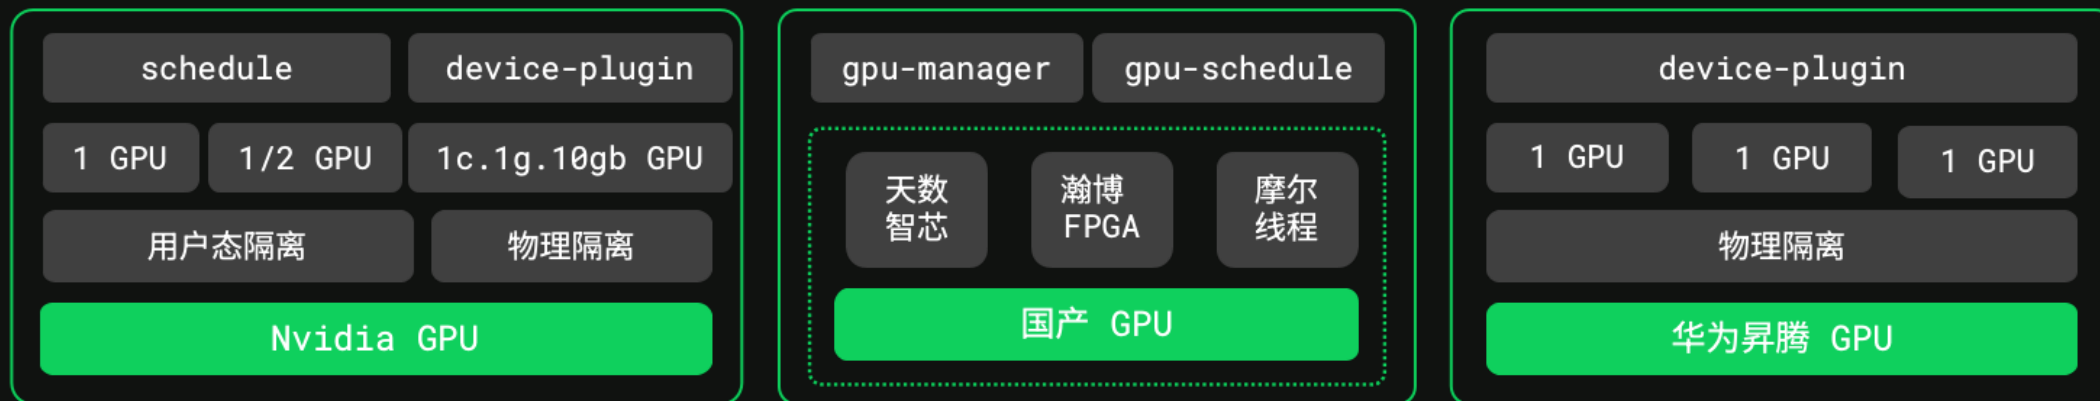 schedule
device-plugin
1 GPU
1/2 GPU
1c.1g.10gb GPU
用户态隔离
物理隔离
Nvidia GPU
gpu-manager
gpu-schedule
天数
智芯
瀚博
FPGA
摩尔
线程
国产 GPU
device-plugin
1 GPU
1 GPU
1 GPU
物理隔离
华为昇腾 GPU